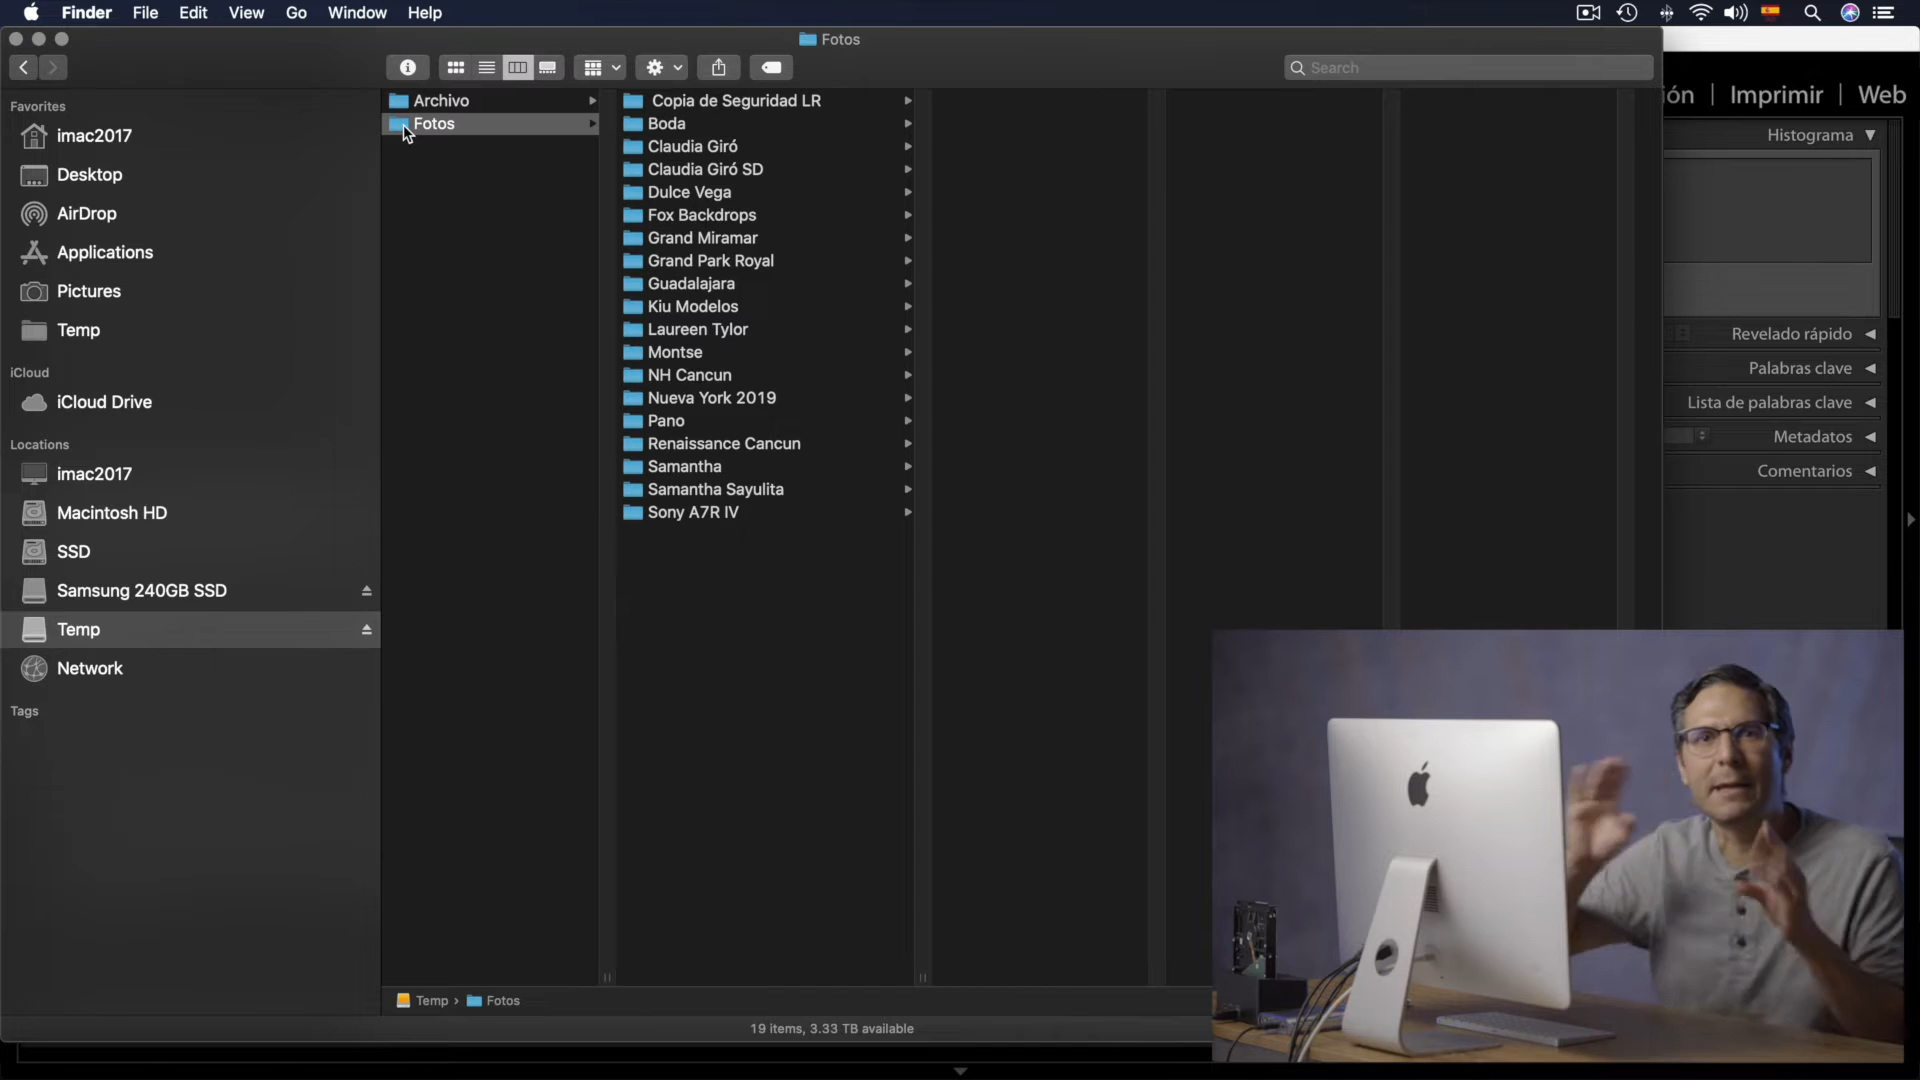 Finder File Edit View Go Window Help
Fotos
Search
ión | Imprimir | Web
Favorites
imac2017
Desktop
AirDrop
Applications
Pictures
Temp
iCloud
iCloud Drive
Locations
imac2017
Macintosh HD
SSD
Samsung 240GB SSD
Temp
Network
Tags
Archivo
Fotos
Copia de Seguridad LR
Boda
Claudia Giró
Claudia Giró SD
Dulce Vega
Fox Backdrops
Grand Miramar
Grand Park Royal
Guadalajara
Kiu Modelos
Laureen Tylor
Montse
NH Cancun
Nueva York 2019
Pano
Renaissance Cancun
Samantha
Samantha Sayulita
Sony A7R IV
Histograma
Revelado rápido
Palabras clave
Lista de palabras clave
Metadatos
Comentarios
Temp › Fotos
19 items, 3.33 TB available